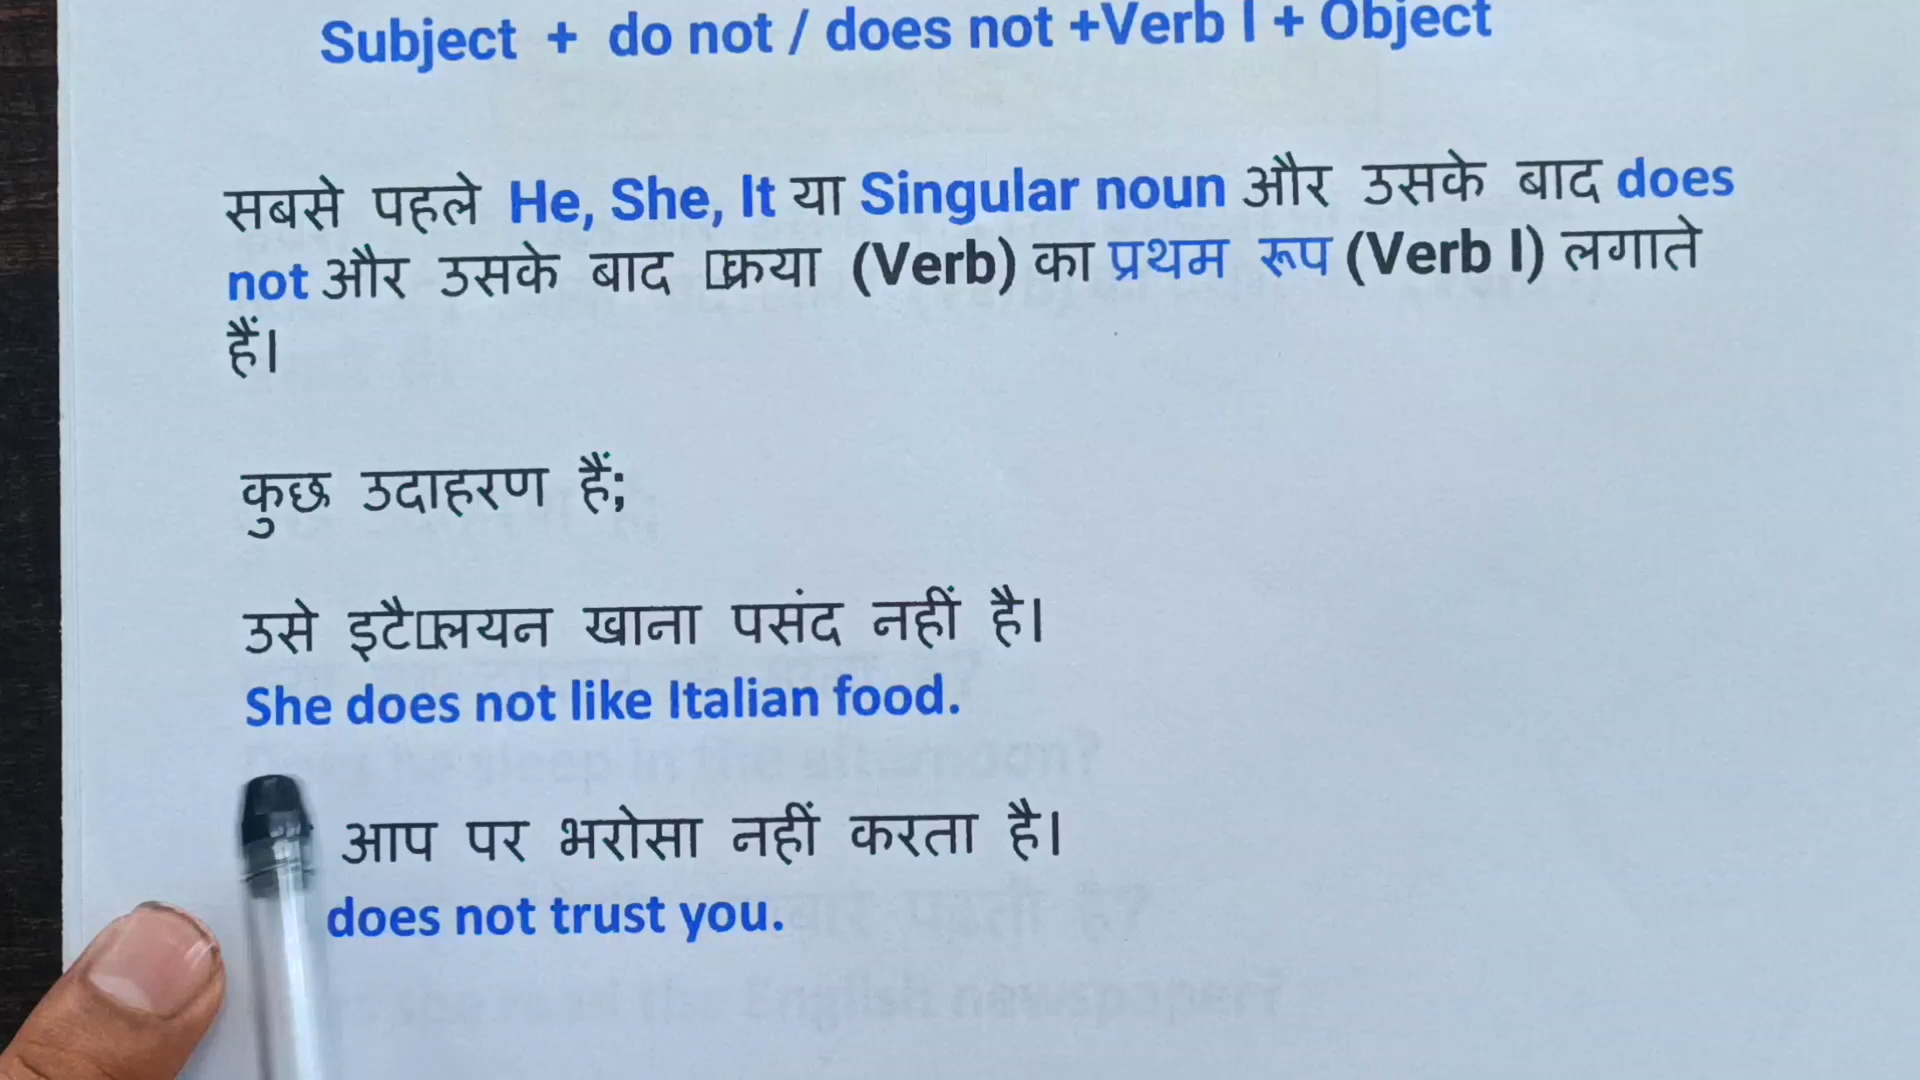 Subject + do not / does not +Verb I + Object
सबसे पहले He, She, It या Singular noun और उसके बाद does
not और उसके बाद क्रिया (Verb) का प्रथम रूप (Verb I) लगाते
हैं।
कुछ उदाहरण हैं;
उसे इटैलियन खाना पसंद नहीं है।
She does not like Italian food.
आप पर भरोसा नहीं करता है।
does not trust you.